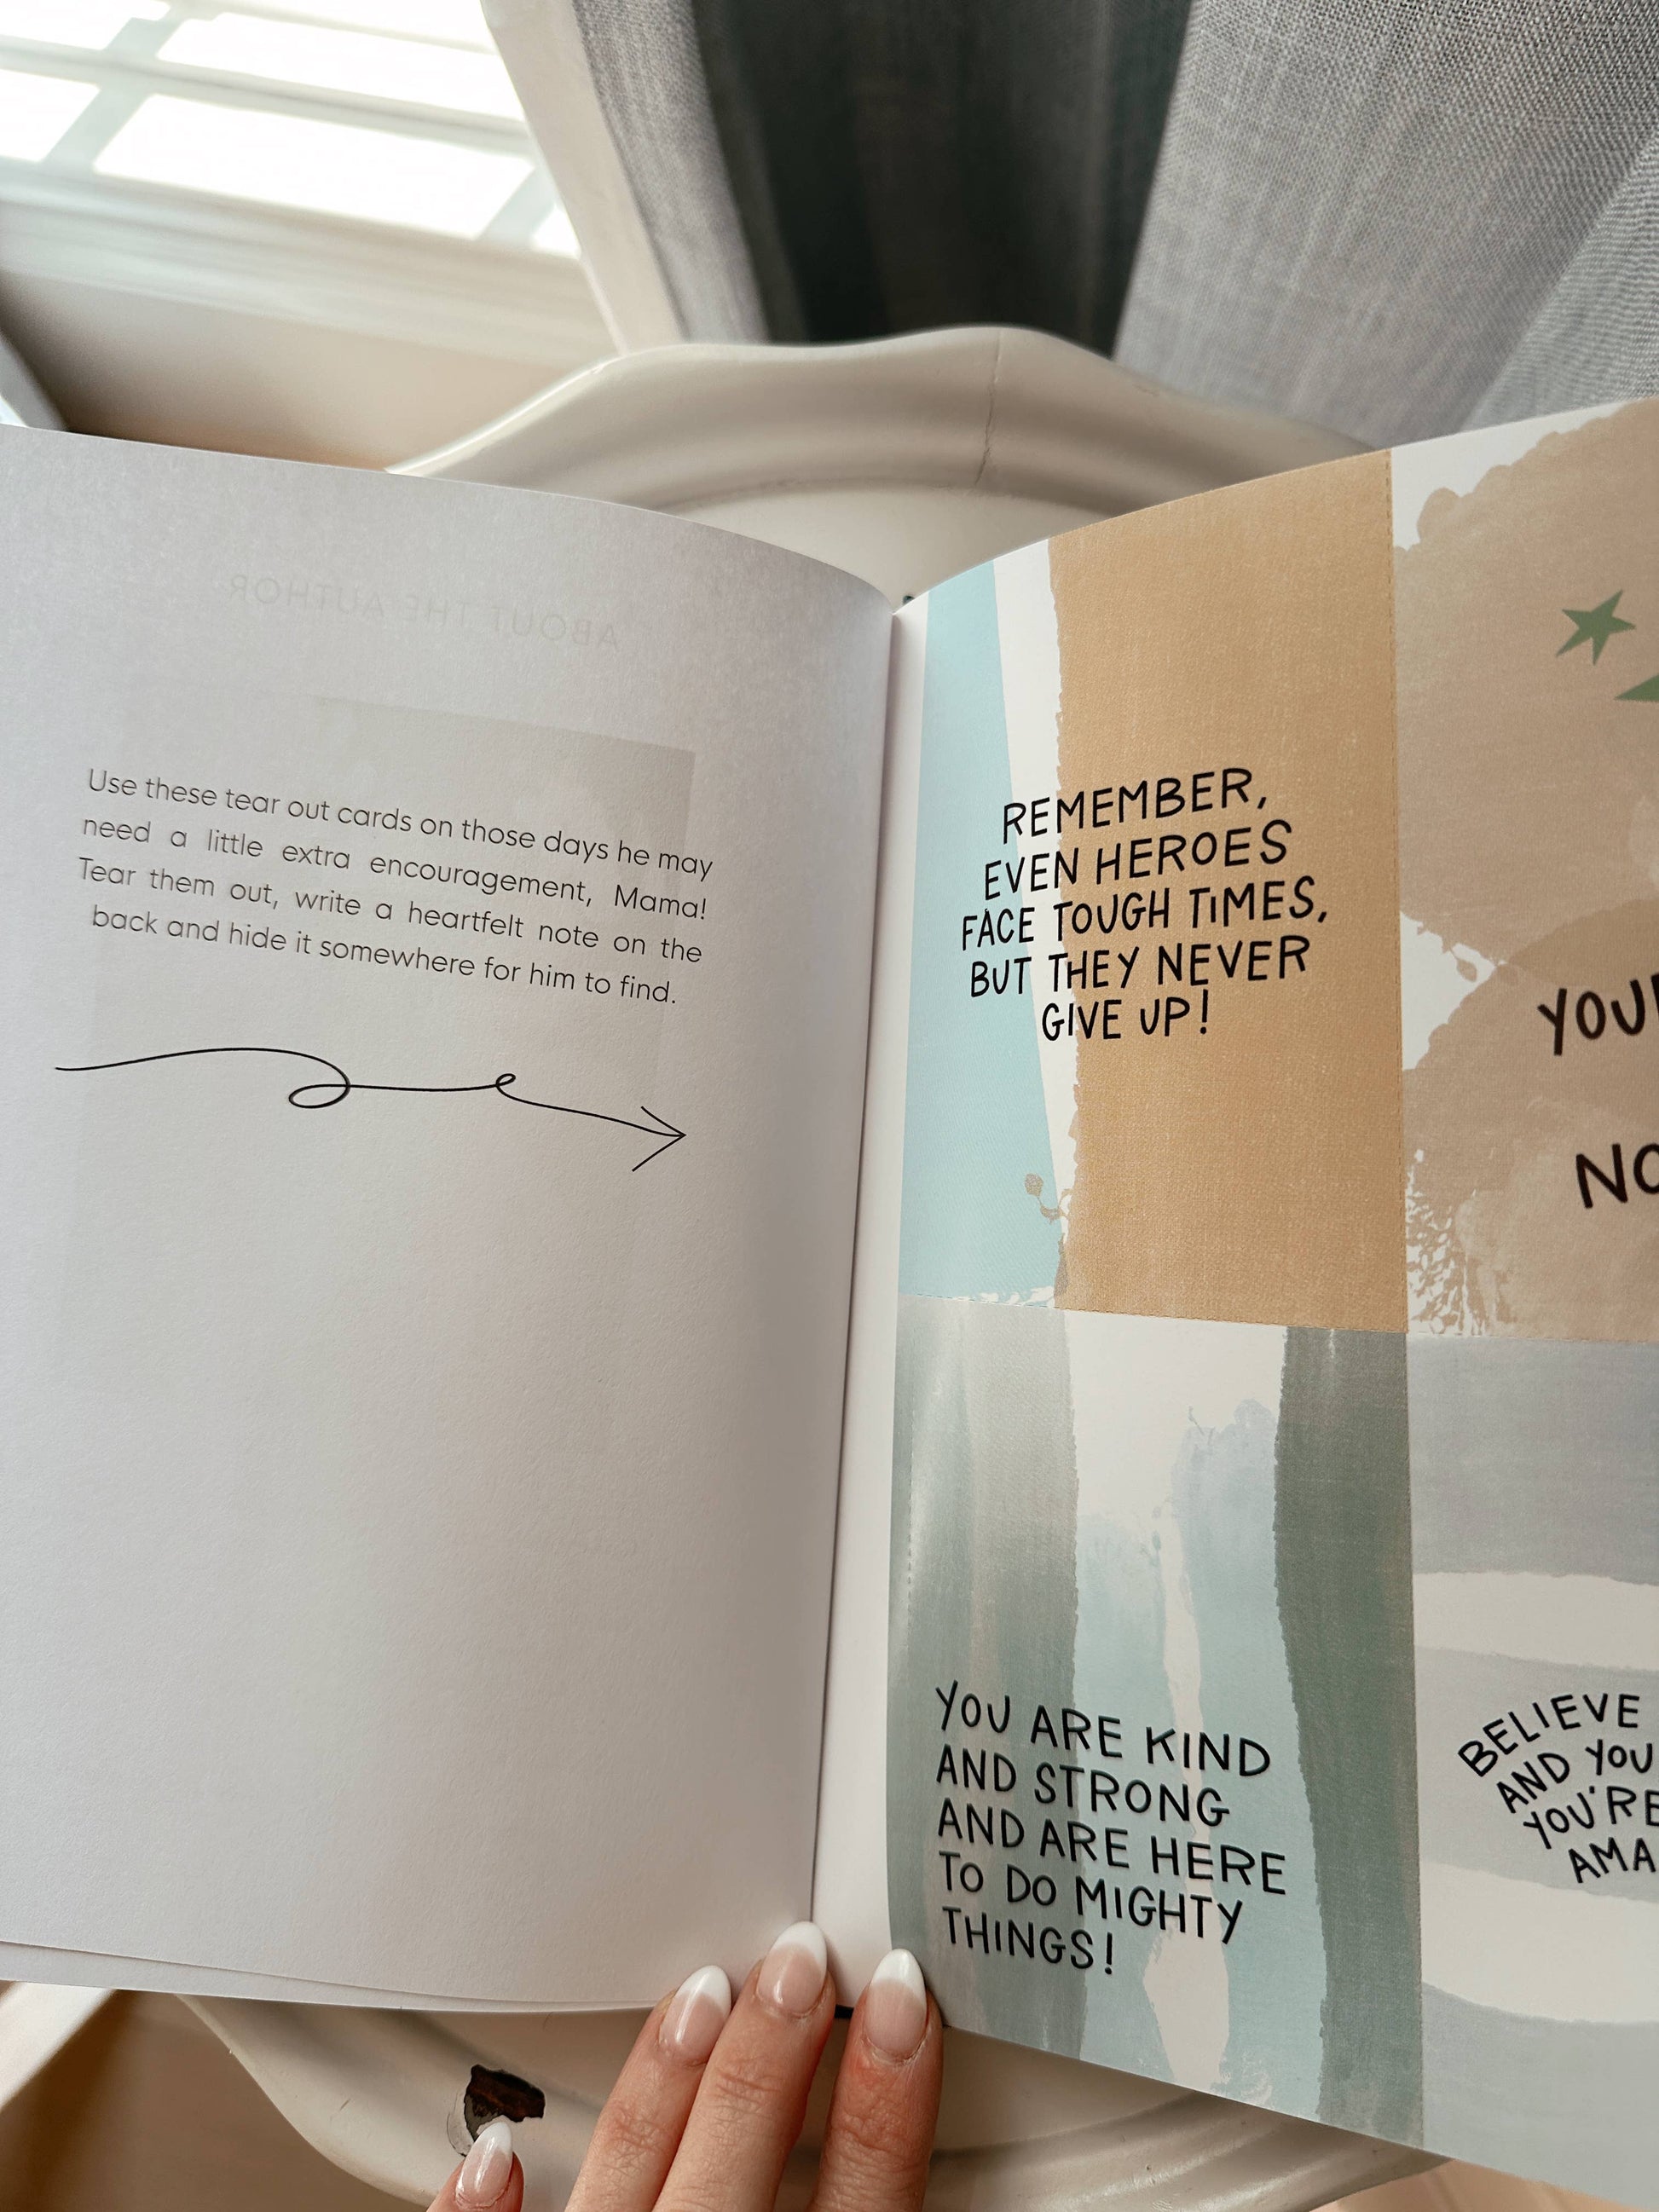 ABOUT THE AUTHOR
Use these tear out cards on those days he may
need a little extra encouragement, Mama!
Tear them out, write a heartfelt note on the
back and hide it somewhere for him to find.
REMEMBER,
EVEN HEROES
FACE TOUGH TIMES,
BUT THEY NEVER
GIVE UP!
YOU ARE KIND
AND STRONG
AND ARE HERE
TO DO MIGHTY
THINGS!
BELIEVE
AND YOU